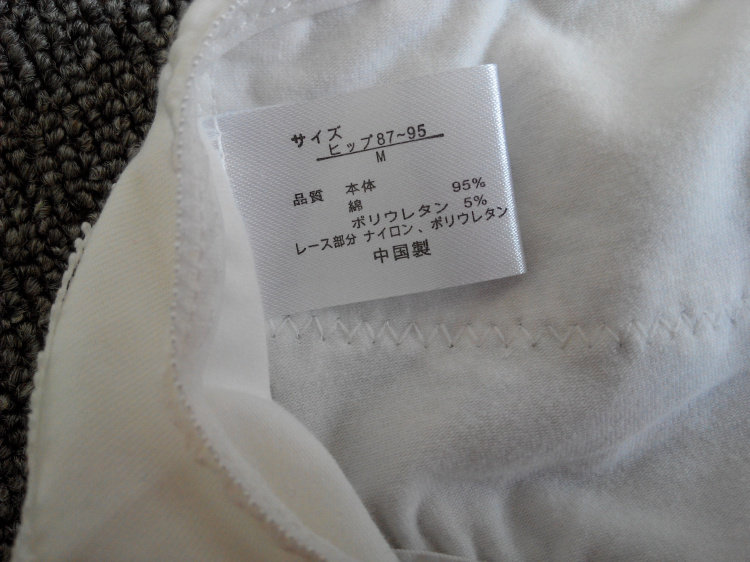 サイズ
ヒップ87~95
M
品質 本体
綿 95%
ポリウレタン 5%
レース部分 ナイロン、ポリウレタン
中国製